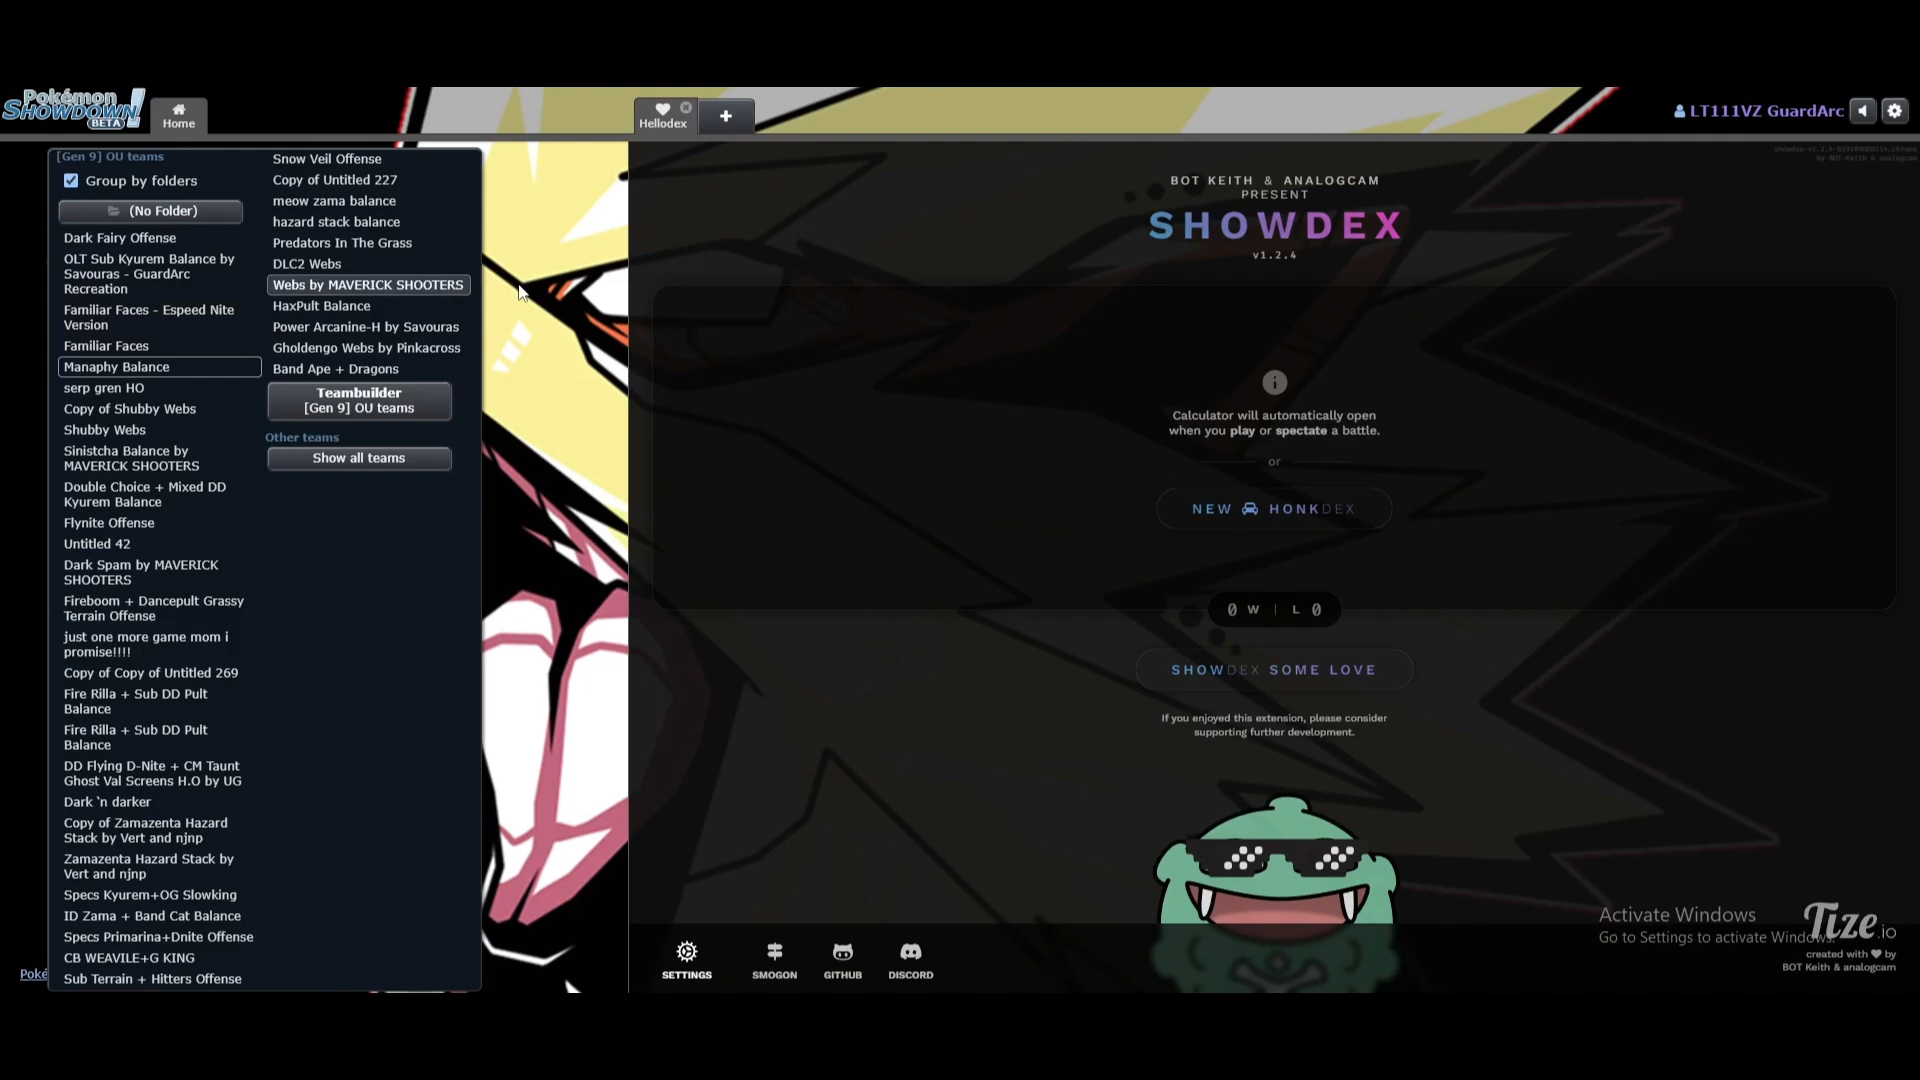 Pokémon
SHOWDOWN!
BETA
Home
Hellodex
+
LT111VZ GuardArc
[Gen 9] OU teams
Group by folders
(No Folder)
Dark Fairy Offense
OLT Sub Kyurem Balance by
Savouras - GuardArc
Recreation
Familiar Faces - Espeed Nite
Version
Familiar Faces
Manaphy Balance
serp gren HO
Copy of Shubby Webs
Shubby Webs
Sinistcha Balance by
MAVERICK SHOOTERS
Double Choice + Mixed DD
Kyurem Balance
Flynite Offense
Untitled 42
Dark Spam by MAVERICK
SHOOTERS
Fireboom + Dancepult Grassy
Terrain Offense
just one more game mom i
promise!!!!
Copy of Copy of Untitled 269
Fire Rilla + Sub DD Pult
Balance
Fire Rilla + Sub DD Pult
Balance
DD Flying D-Nite + CM Taunt
Ghost Val Screens H.O by UG
Dark `n darker
Copy of Zamazenta Hazard
Stack by Vert and njnp
Zamazenta Hazard Stack by
Vert and njnp
Specs Kyurem+OG Slowking
ID Zama + Band Cat Balance
Specs Primarina+Dnite Offense
CB WEAVILE+G KING
Sub Terrain + Hitters Offense
Snow Veil Offense
Copy of Untitled 227
meow zama balance
hazard stack balance
Predators In The Grass
DLC2 Webs
Webs by MAVERICK SHOOTERS
HaxPult Balance
Power Arcanine-H by Savouras
Gholdengo Webs by Pinkacross
Band Ape + Dragons
Teambuilder
[Gen 9] OU teams
Other teams
Show all teams
Poké
BOT KEITH & ANALOGCAM
PRESENT
SHOWDEX
v1.2.4
Calculator will automatically open
when you play or spectate a battle.
or
NEW HONKDEX
0 W | L 0
SHOWDEX SOME LOVE
If you enjoyed this extension, please consider
supporting further development.
SETTINGS
SMOGON
GITHUB
DISCORD
Activate Windows
Go to Settings to activate Windows.
Tize.io
created with ❤ by
BOT Keith & analogcam